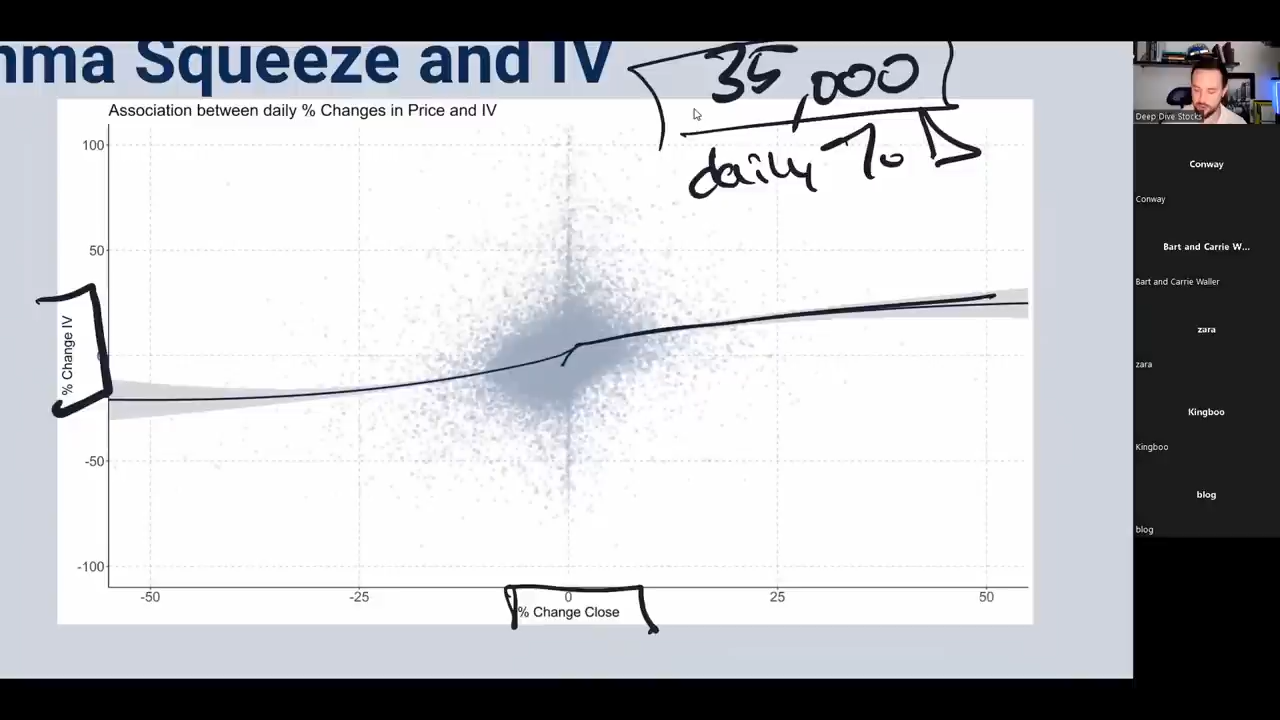 mma Squeeze and IV
35,000
daily %
Association between daily % Changes in Price and IV
100
50
0
-50
-100
% Change IV
-50
-25
0
25
50
% Change Close
Deep Dive Stocks
Conway
Conway
Bart and Carrie W...
Bart and Carrie Waller
zara
zara
Kingboo
Kingboo
blog
blog